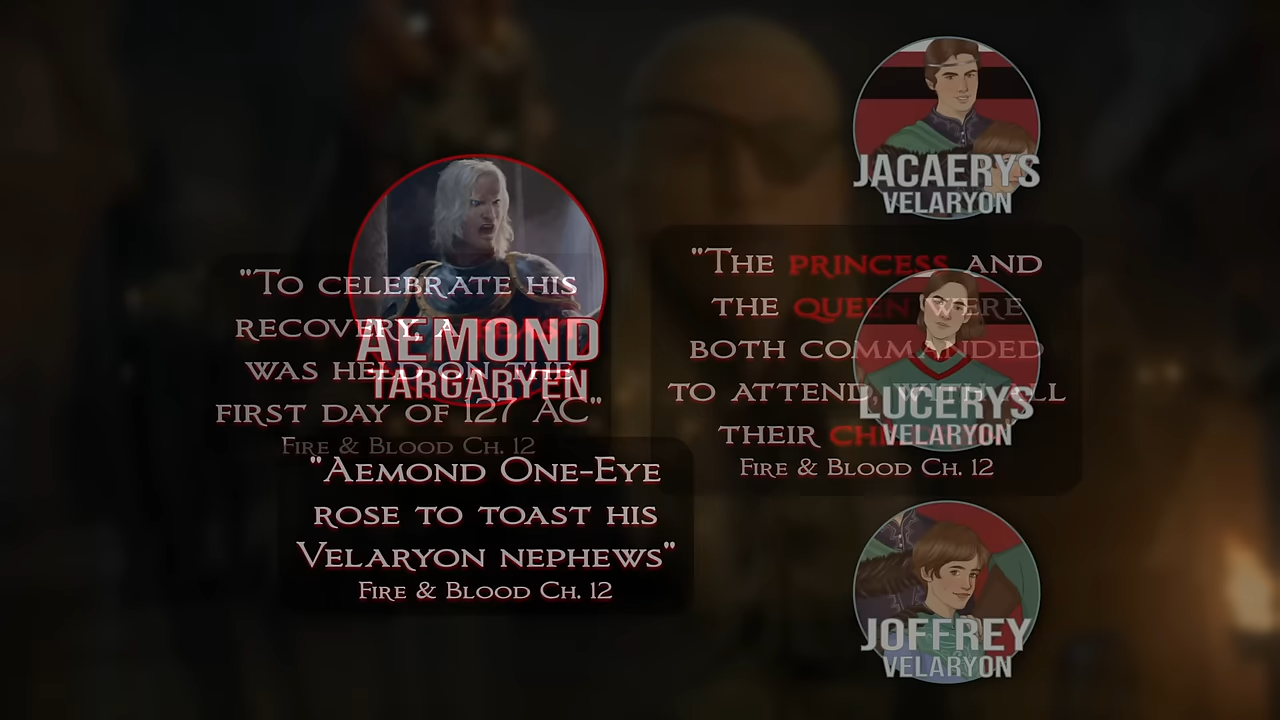 "To celebrate his
recovery, a feast
was held on the
first day of 127 AC"
Fire & Blood Ch. 12
AEMOND
TARGARYEN
"Aemond One-Eye
rose to toast his
Velaryon nephews"
Fire & Blood Ch. 12
"The princess and
the queen were
both commanded
to attend, with all
their children"
Fire & Blood Ch. 12
JACAERYS
VELARYON
LUCERYS
VELARYON
JOFFREY
VELARYON